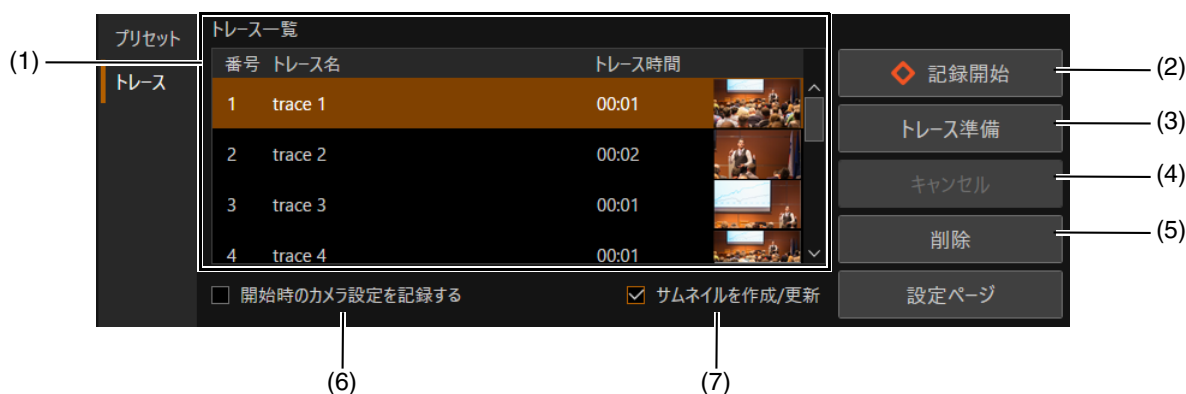 プリセット
トレース
トレース一覧
番号 トレース名 トレース時間
1 trace 1 00:01
2 trace 2 00:02
3 trace 3 00:01
4 trace 4 00:01
開始時のカメラ設定を記録する
サムネイルを作成/更新
記録開始
トレース準備
キャンセル
削除
設定ページ
(1)
(2)
(3)
(4)
(5)
(6)
(7)